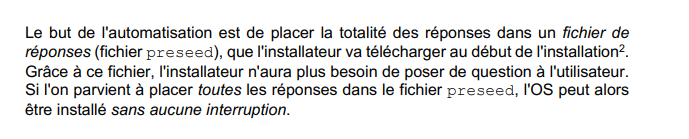 Le but de l'automatisation est de placer la totalité des réponses dans un fichier de
réponses (fichier preseed), que l'installateur va télécharger au début de l'installation².
Grâce à ce fichier, l'installateur n'aura plus besoin de poser de question à l'utilisateur.
Si l'on parvient à placer toutes les réponses dans le fichier preseed, l'OS peut alors
être installé sans aucune interruption.